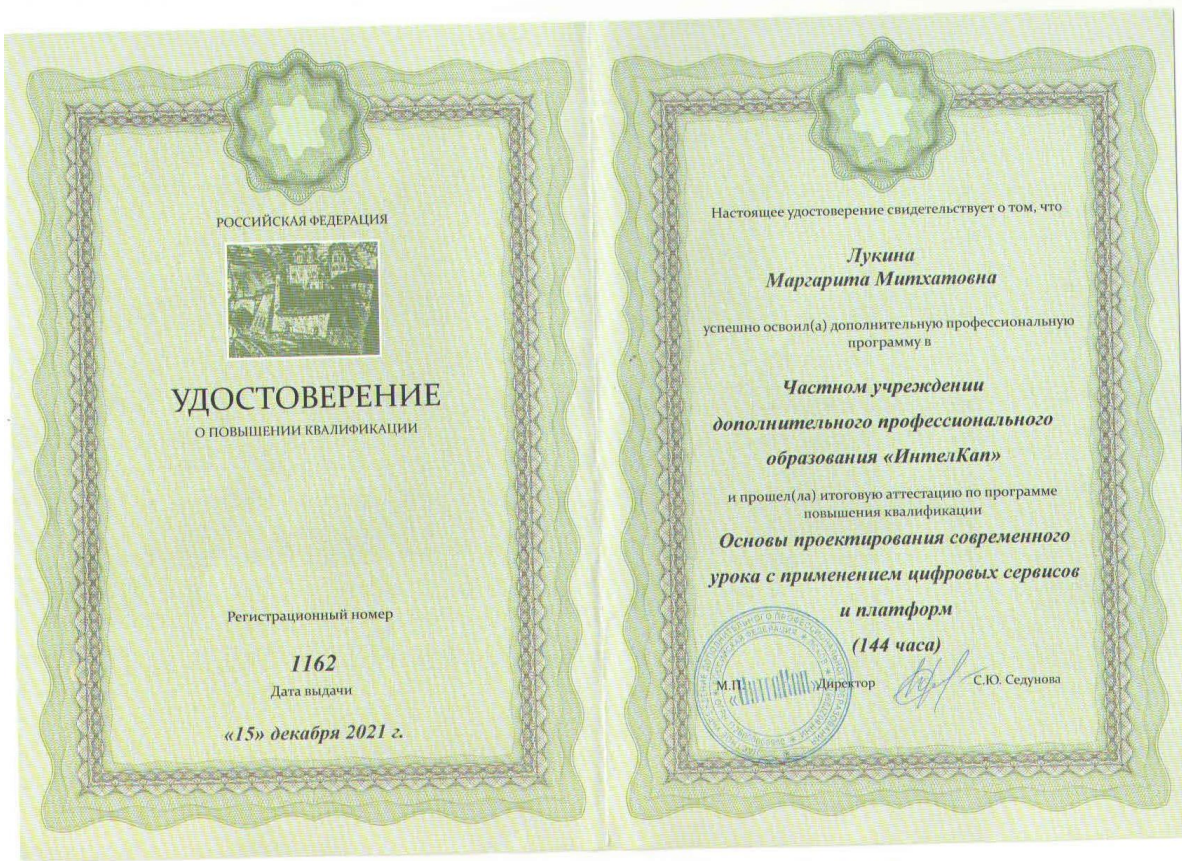 РОССИЙСКАЯ ФЕДЕРАЦИЯ
УДОСТОВЕРЕНИЕ
О ПОВЫШЕНИИ КВАЛИФИКАЦИИ
Регистрационный номер
1162
Дата выдачи
«15» декабря 2021 г.
Настоящее удостоверение свидетельствует о том, что
Лукина
Маргарита Митхатовна
успешно освоил(а) дополнительную профессиональную
программу в
Частном учреждении
дополнительного профессионального
образования «ИнтелКап»
и прошел(ла) итоговую аттестацию по программе
повышения квалификации
Основы проектирования современного
урока с применением цифровых сервисов
и платформ
(144 часа)
М.П. Директор С.Ю. Седунова